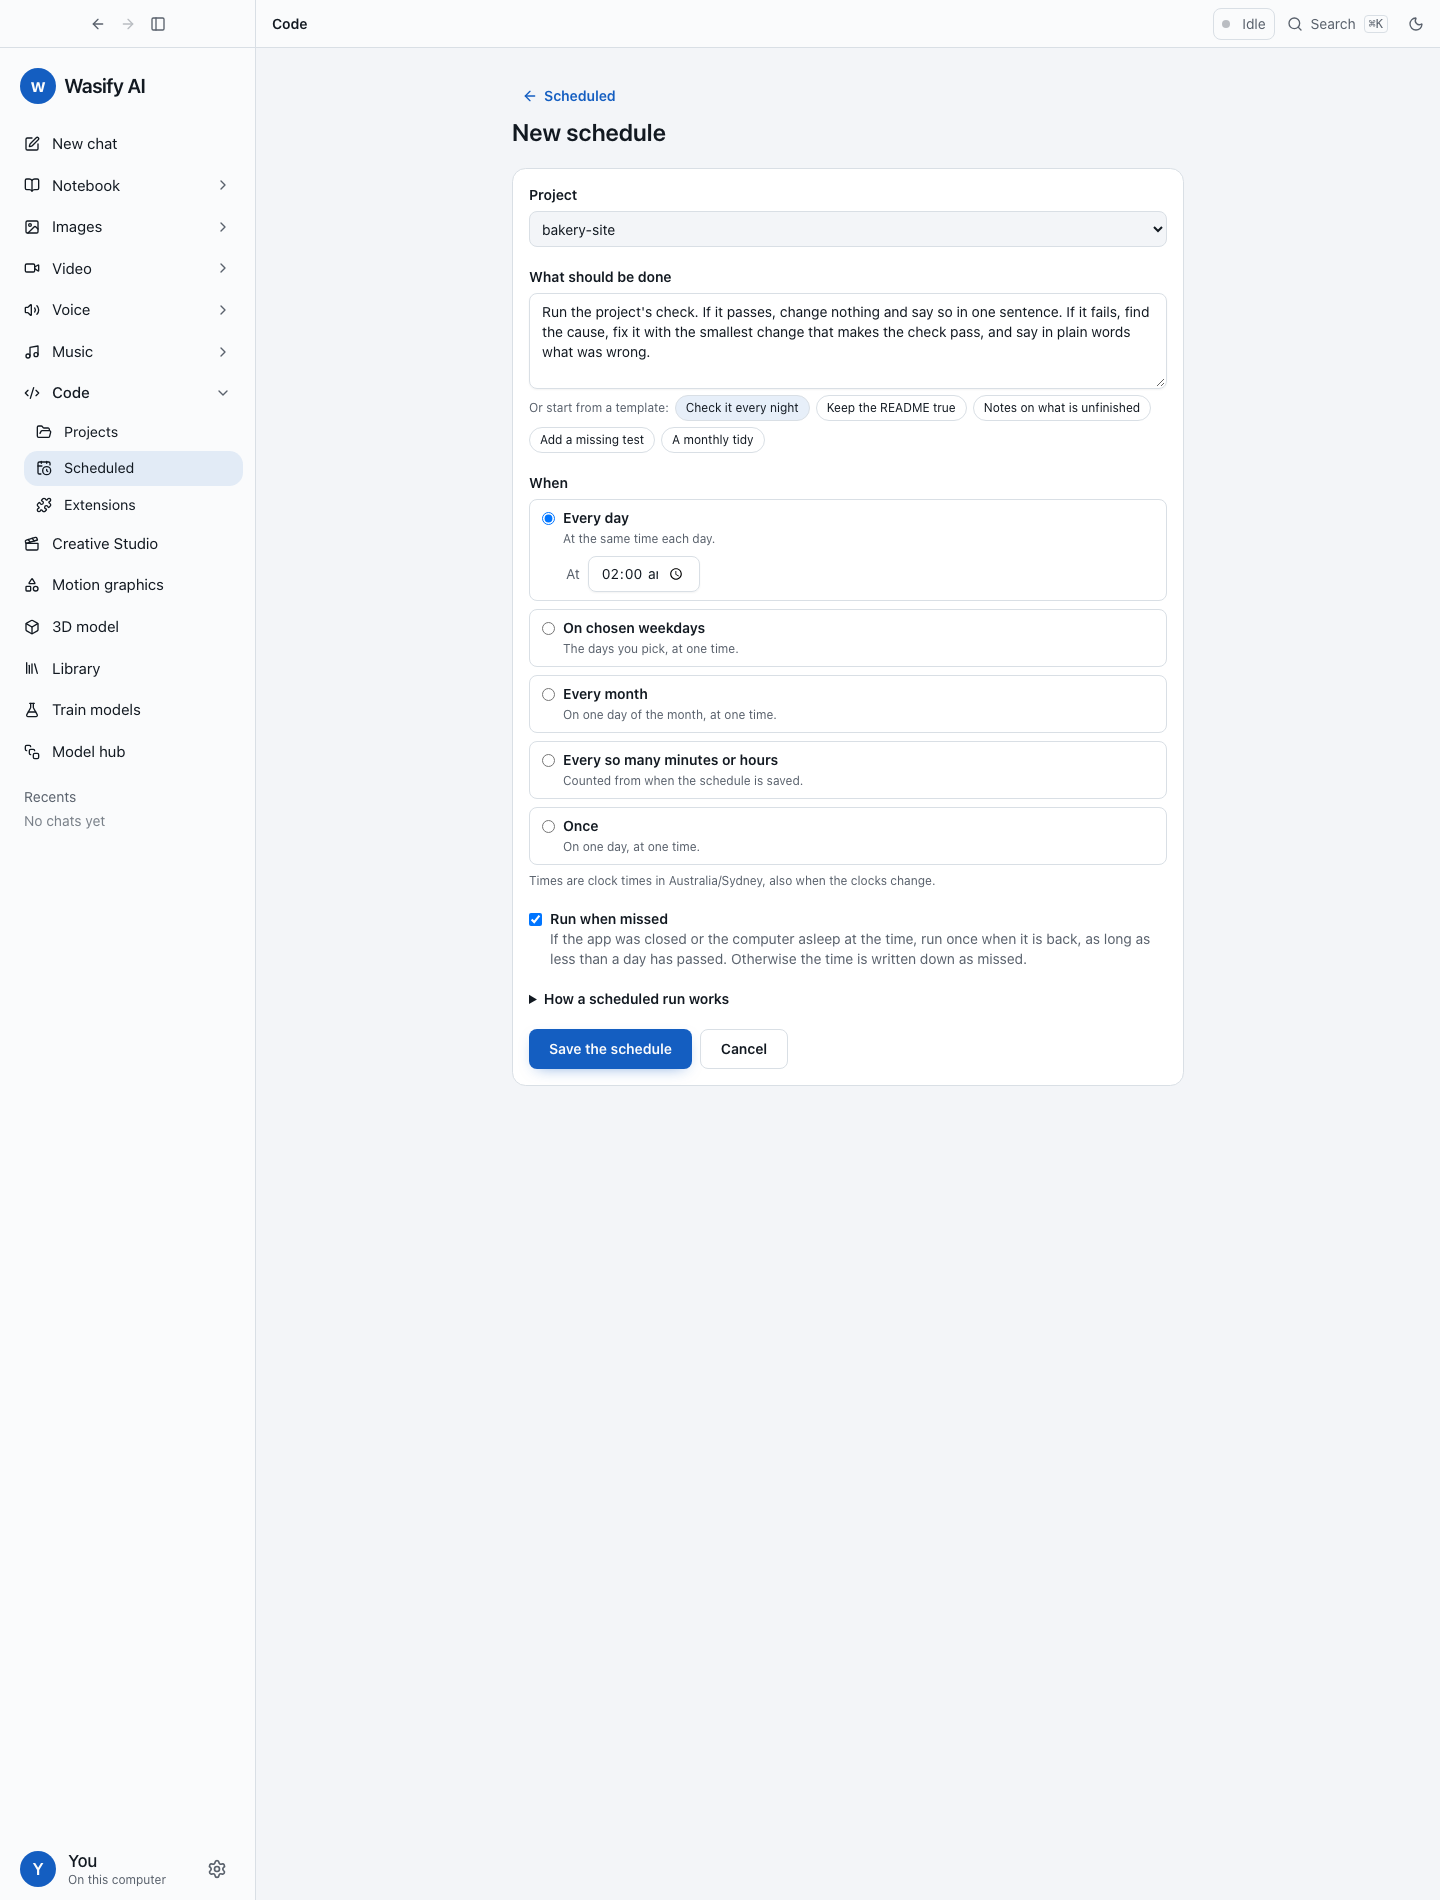 Code
Idle
Search
⌘K
W
Wasify AI
New chat
Notebook
Images
Video
Voice
Music
Code
Projects
Scheduled
Extensions
Creative Studio
Motion graphics
3D model
Library
Train models
Model hub
Recents
No chats yet
Scheduled
New schedule
Project
bakery-site
What should be done
Run the project's check. If it passes, change nothing and say so in one sentence. If it fails, find
the cause, fix it with the smallest change that makes the check pass, and say in plain words
what was wrong.
Or start from a template: Check it every night Keep the README true Notes on what is unfinished
Add a missing test A monthly tidy
When
Every day
At the same time each day.
At 02:00
On chosen weekdays
The days you pick, at one time.
Every month
On one day of the month, at one time.
Every so many minutes or hours
Counted from when the schedule is saved.
Once
On one day, at one time.
Times are clock times in Australia/Sydney, also when the clocks change.
Run when missed
If the app was closed or the computer asleep at the time, run once when it is back, as long as
less than a day has passed. Otherwise the time is written down as missed.
How a scheduled run works
Save the schedule
Cancel
Y
You
On this computer